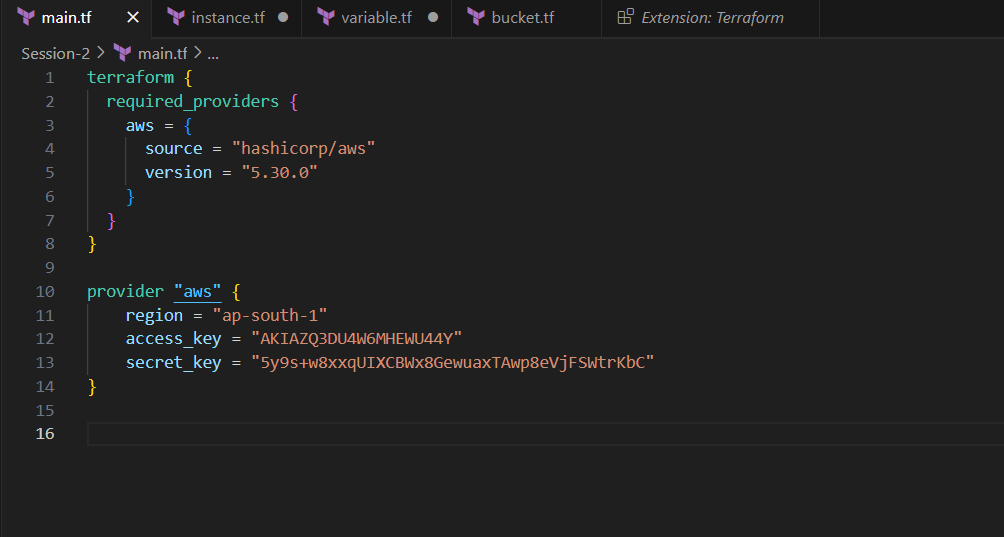 main.tf
instance.tf
variable.tf
bucket.tf
Extension: Terraform
Session-2 > main.tf > ...
1 terraform {
2 required_providers {
3 aws = {
4 source = "hashicorp/aws"
5 version = "5.30.0"
6 }
7 }
8 }
9
10 provider "aws" {
11 region = "ap-south-1"
12 access_key = "AKIAZQ3DU4W6MHEWU44Y"
13 secret_key = "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"
14 }
15
16